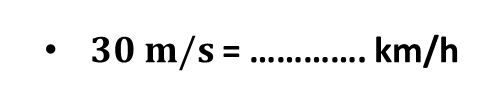 • 30 m/s = ............. km/h